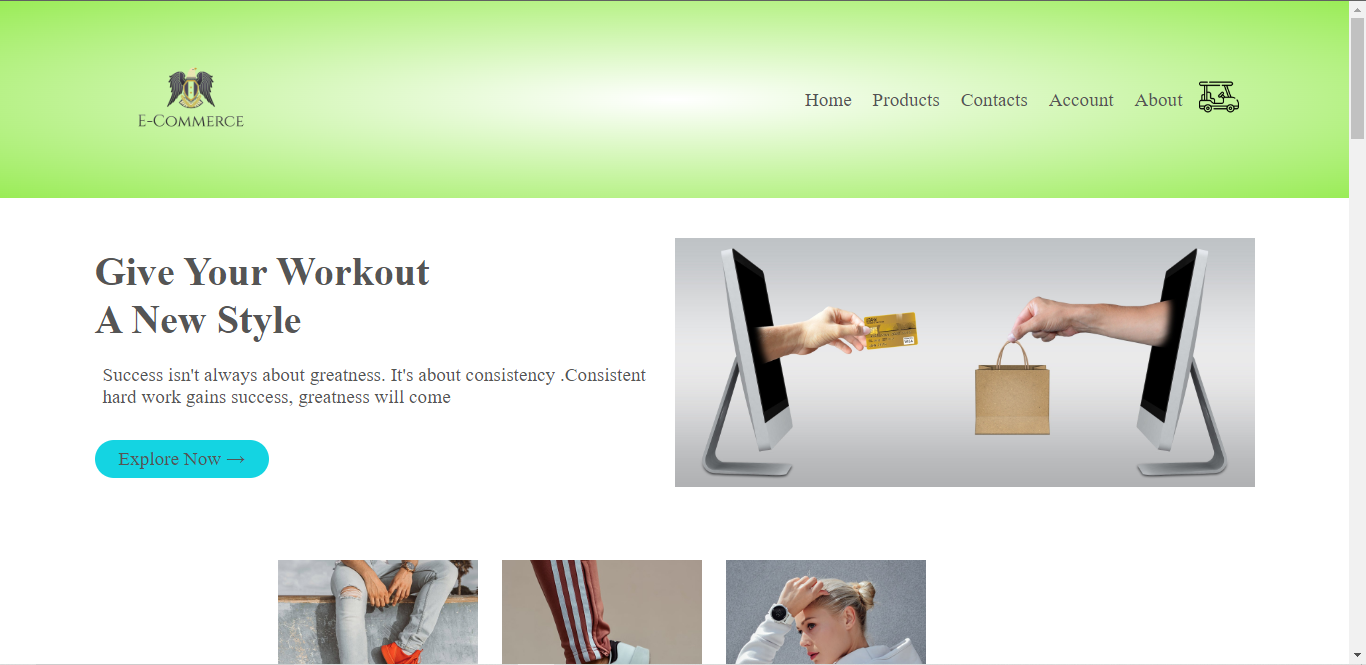 E-Commerce
Home Products Contacts Account About
Give Your Workout
A New Style
Success isn't always about greatness. It's about consistency .Consistent
hard work gains success, greatness will come
Explore Now →
VISA